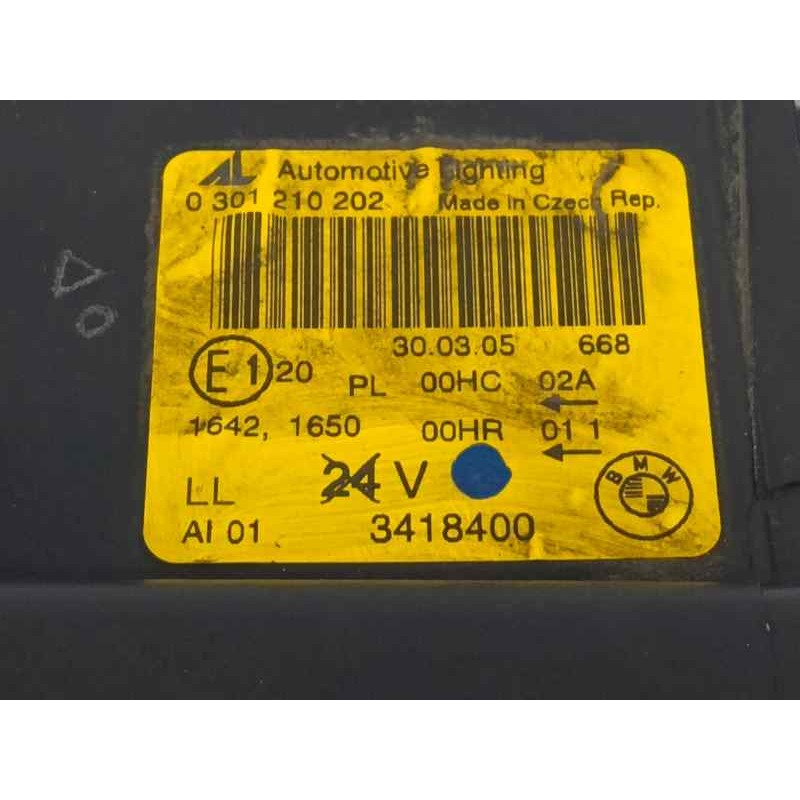 AL Automotive Lighting
0 301 210 202 Made in Czech Rep.
30.03.05 668
E1 20 PL 00HC 02A
1642, 1650 00HR 01 1
LL 24 V
BMW
AI 01 3418400